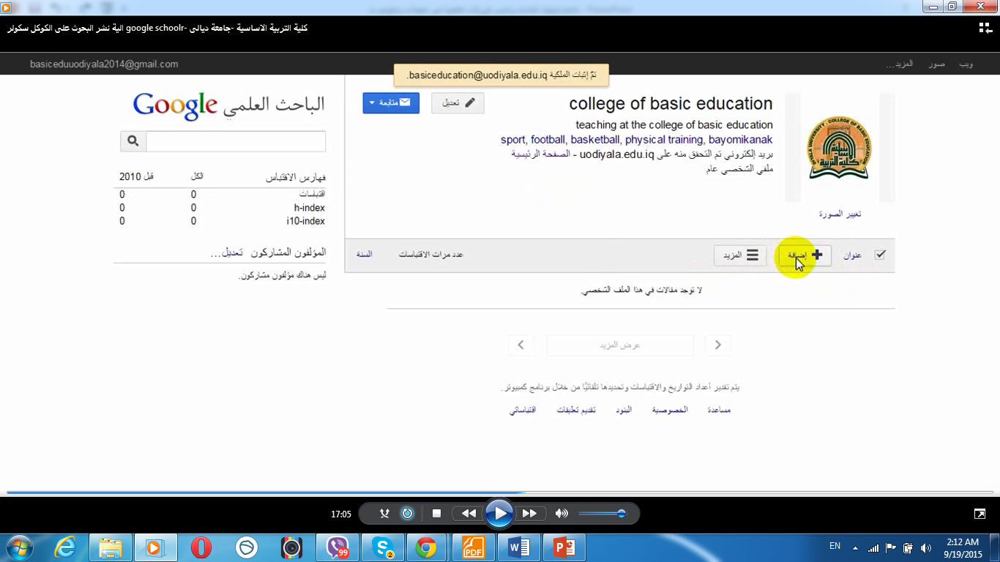 كلية التربية الاساسية -جامعة ديالى -google schoolr الية نشر البحوث على الكوكل سكولر
ويب صور المزيد...
basiceduuodiyala2014@gmail.com
تمّ إثبات الملكية basiceducation@uodiyala.edu.iq.
college of basic education
تعديل
متابعة
teaching at the college of basic education
sport, football, basketball, physical training, bayomikanak
بريد إلكتروني تم التحقق منه على uodiyala.edu.iq - الصفحة الرئيسية
ملفي الشخصي عام
تغيير الصورة
الباحث العلمي Google
فهارس الاقتباس الكل قبل 2010
اقتباسات 0 0
h-index 0 0
i10-index 0 0
المؤلفون المشاركون تعديل...
ليس هناك مؤلفون مشاركون.
عنوان إضافة المزيد عدد مرات الاقتباسات السنة
لا توجد مقالات في هذا الملف الشخصي.
عرض المزيد
يتم تقدير أعداد التواريخ والاقتباسات وتحديدها تلقائيًا من خلال برنامج كمبيوتر.
مساعدة الخصوصية البنود تقديم تعليقات اقتباساتي
17:05
99
2
PDF
EN
2:12 AM
9/19/2015